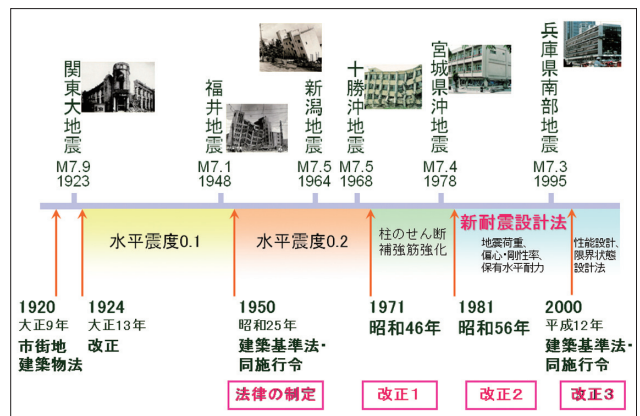 関東大地震
M7.9
1923
福井地震
M7.1
1948
新潟地震
M7.5
1964
十勝沖地震
M7.5
1968
宮城県沖地震
M7.4
1978
兵庫県南部地震
M7.3
1995
水平震度0.1
水平震度0.2
柱のせん断
補強筋強化
新耐震設計法
地震荷重、
偏心・剛性率、
保有水平耐力
性能設計、
限界状態
設計法
1920
大正9年
市街地
建築物法
1924
大正13年
改正
1950
昭和25年
建築基準法・
同施行令
法律の制定
1971
昭和46年
改正1
1981
昭和56年
改正2
2000
平成12年
建築基準法・
同施行令
改正3